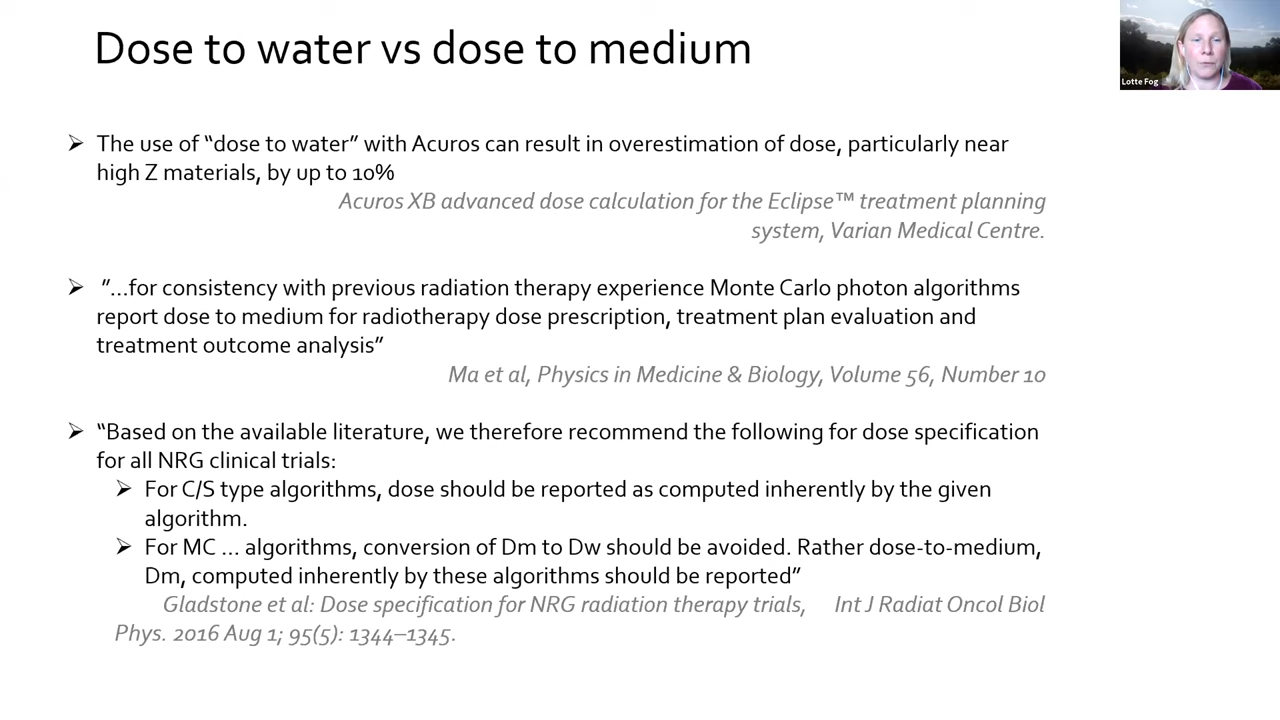 Dose to water vs dose to medium
Lotte Fog
➢ The use of “dose to water” with Acuros can result in overestimation of dose, particularly near
high Z materials, by up to 10%
Acuros XB advanced dose calculation for the Eclipse™ treatment planning
system, Varian Medical Centre.
➢ “…for consistency with previous radiation therapy experience Monte Carlo photon algorithms
report dose to medium for radiotherapy dose prescription, treatment plan evaluation and
treatment outcome analysis”
Ma et al, Physics in Medicine & Biology, Volume 56, Number 10
➢ “Based on the available literature, we therefore recommend the following for dose specification
for all NRG clinical trials:
➢ For C/S type algorithms, dose should be reported as computed inherently by the given
algorithm.
➢ For MC … algorithms, conversion of Dm to Dw should be avoided. Rather dose-to-medium,
Dm, computed inherently by these algorithms should be reported”
Gladstone et al: Dose specification for NRG radiation therapy trials, Int J Radiat Oncol Biol
Phys. 2016 Aug 1; 95(5): 1344–1345.